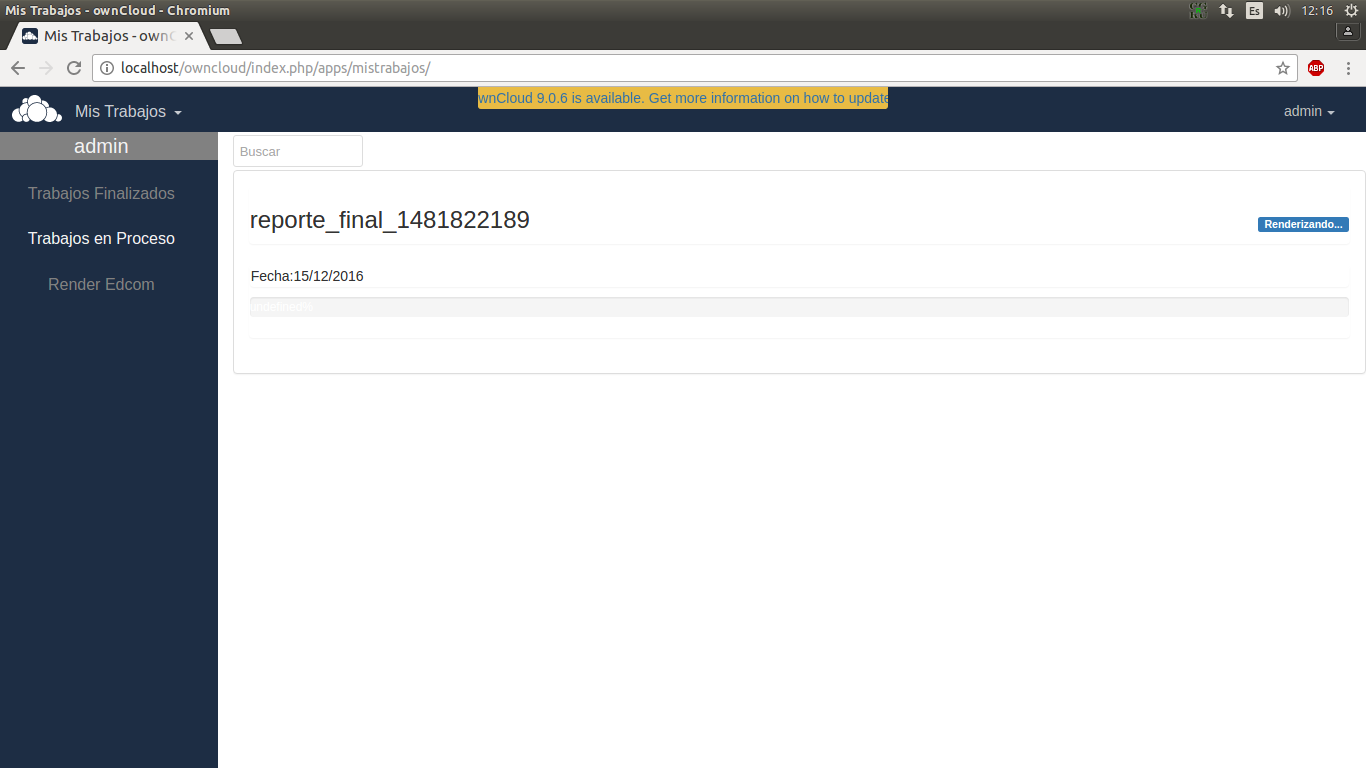 Mis Trabajos - ownCloud - Chromium
Es
12:16
Mis Trabajos - ownC
localhost/owncloud/index.php/apps/mistrabajos/
ABP
Mis Trabajos
wnCloud 9.0.6 is available. Get more information on how to update
admin
admin
Buscar
Trabajos Finalizados
reporte_final_1481822189
Renderizando...
Trabajos en Proceso
Fecha:15/12/2016
Render Edcom
undefined%